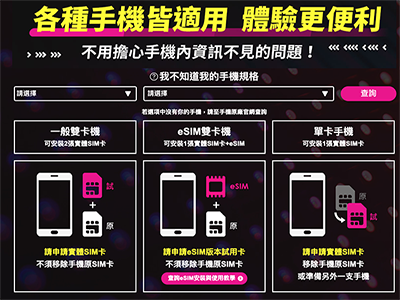 各種手機皆適用 體驗更便利
不用擔心手機內資訊不見的問題！
?我不知道我的手機規格
請選擇 請選擇 查詢
若選項中沒有你的手機，請至手機原廠官網查詢
一般雙卡機
可安裝2張實體SIM卡
eSIM雙卡機
可安裝1張實體SIM卡+eSIM
單卡手機
可安裝1張實體SIM卡
試
+
原
請申請實體SIM卡
不須移除手機原SIM卡
eSIM
+
原
請申請eSIM版本試用卡
不須移除手機原SIM卡
查詢eSIM安裝與使用教學
原
試
請申請實體SIM卡
移除手機原SIM卡
或準備另外一支手機